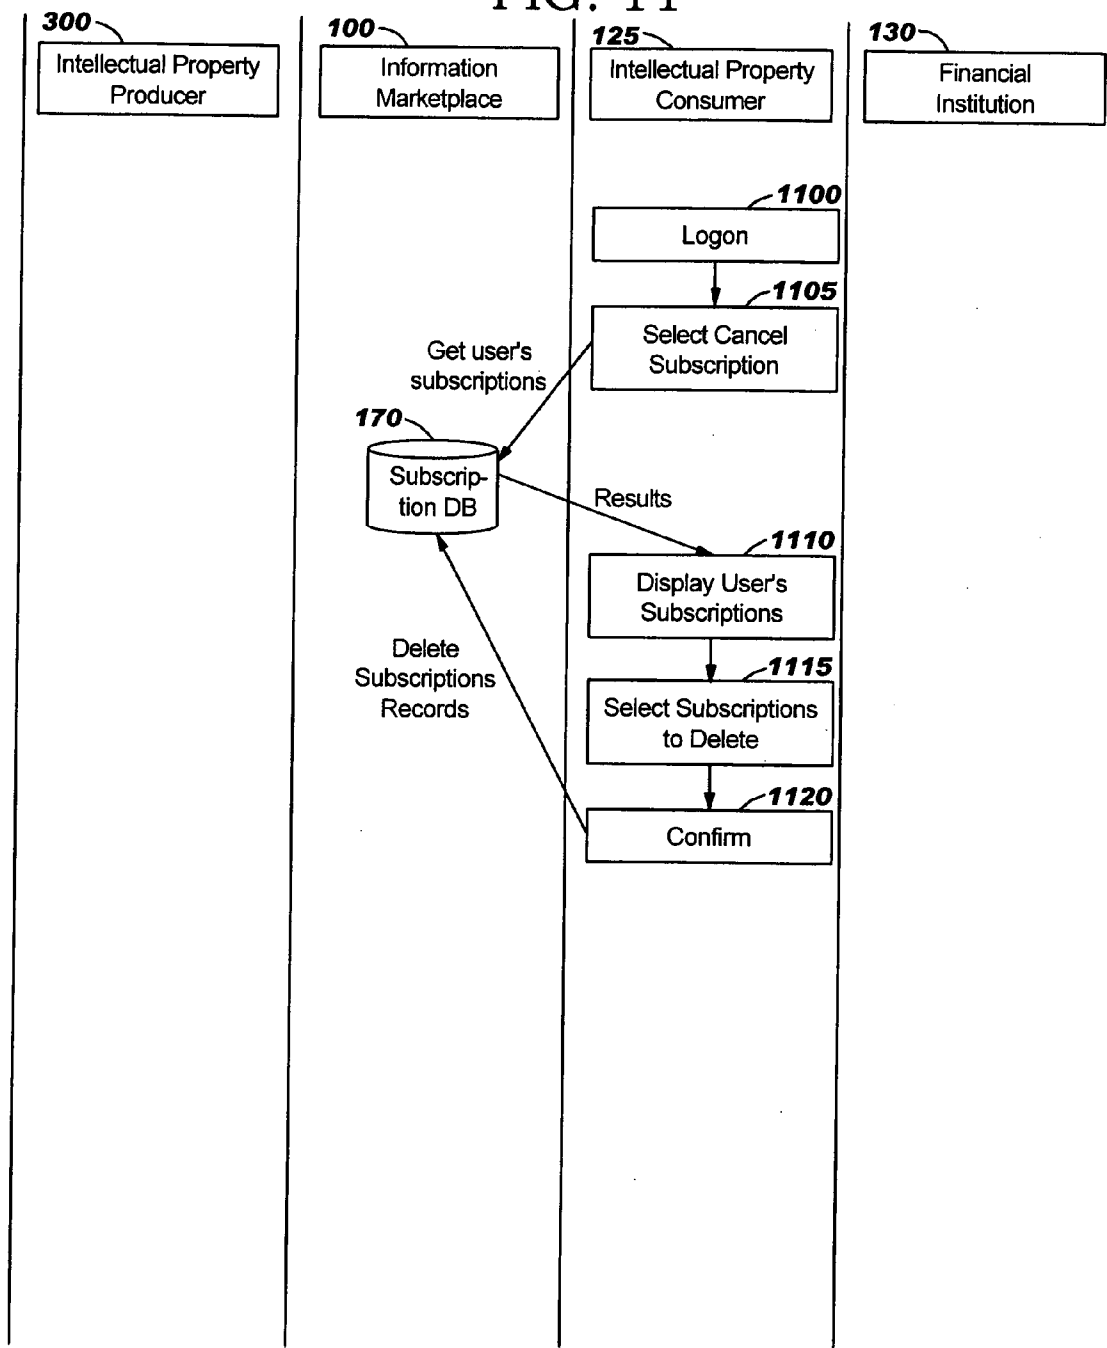 FIG. 11
300
100
125
130
Intellectual Property
Producer
Information
Marketplace
Intellectual Property
Consumer
Financial
Institution
1100
Logon
1105
Select Cancel
Subscription
Get user's
subscriptions
170
Subscrip-
tion DB
Results
1110
Display User's
Subscriptions
Delete
Subscriptions
Records
1115
Select Subscriptions
to Delete
1120
Confirm